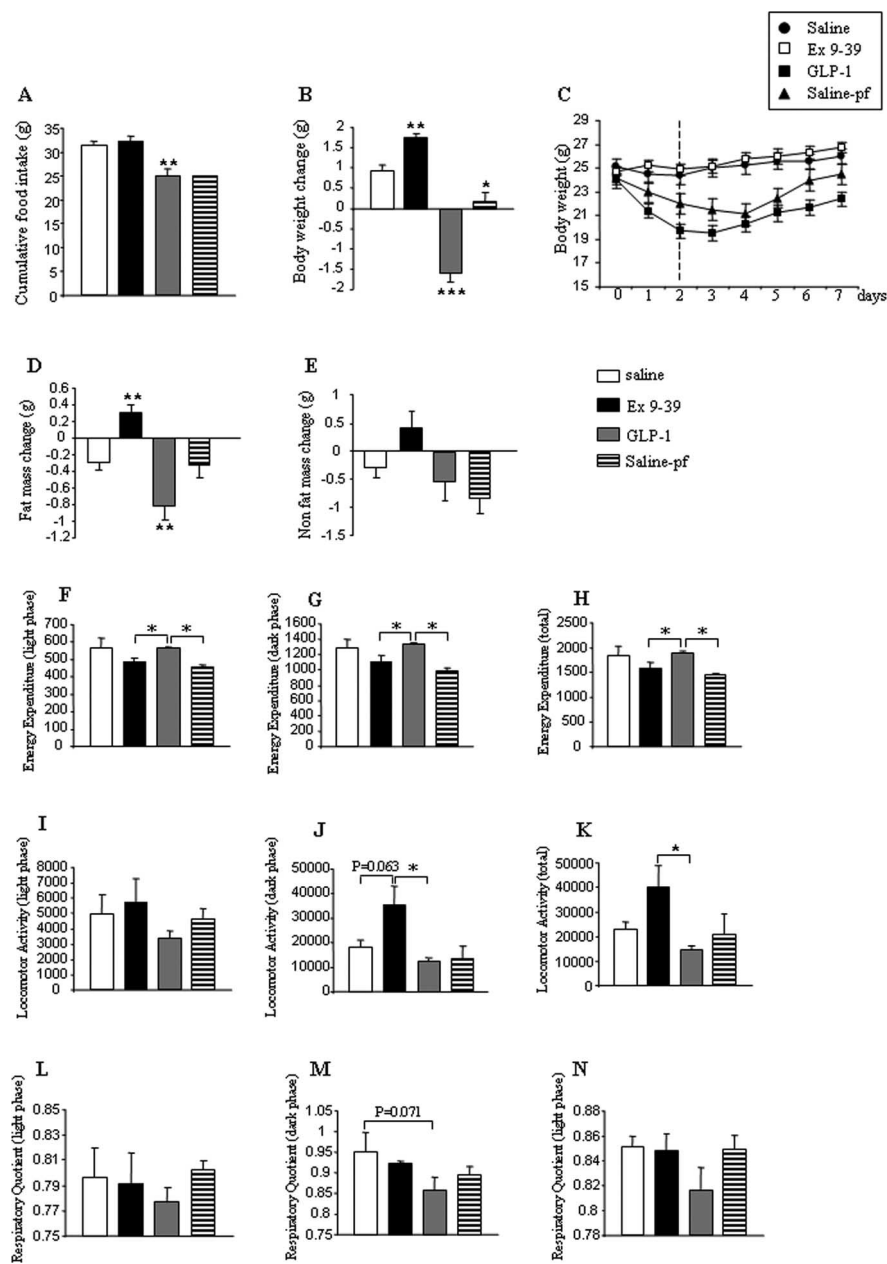 Saline
Ex 9-39
GLP-1
Saline-pf
A
Cumulative food intake (g)
35
30
25
20
15
10
5
0
**
B
Body weight change (g)
2
1.5
1
0.5
0
-0.5
-1
-1.5
-2
**
***
*
C
Body weight (g)
29
27
25
23
21
19
17
15
0 1 2 3 4 5 6 7 days
D
Fat mass change (g)
0.6
0.4
0.2
0
-0.2
-0.4
-0.6
-0.8
-1
-1.2
**
**
E
Non fat mass change (g)
1
0.5
0
-0.5
-1
-1.5
saline
Ex 9-39
GLP-1
Saline-pf
F
Energy Expenditure (light phase)
700
600
500
400
300
200
100
0
* *
G
Energy Expenditure (dark phase)
1400
1200
1000
800
600
400
200
0
* *
H
Energy Expenditure (total)
2500
2000
1500
1000
500
0
* *
I
Locomotor Activity (light phase)
8000
7000
6000
5000
4000
3000
2000
1000
0
J
Locomotor Activity (dark phase)
50000
40000
30000
20000
10000
0
P=0.063 *
K
Locomotor Activity (total)
50000
40000
30000
20000
10000
0
*
L
Respiratory Quotient (light phase)
0.85
0.83
0.81
0.79
0.77
0.75
M
Respiratory Quotient (dark phase)
1.05
1
0.95
0.9
0.85
0.8
0.75
P=0.071
N
Respiratory Quotient (light phase)
0.88
0.86
0.84
0.82
0.8
0.78